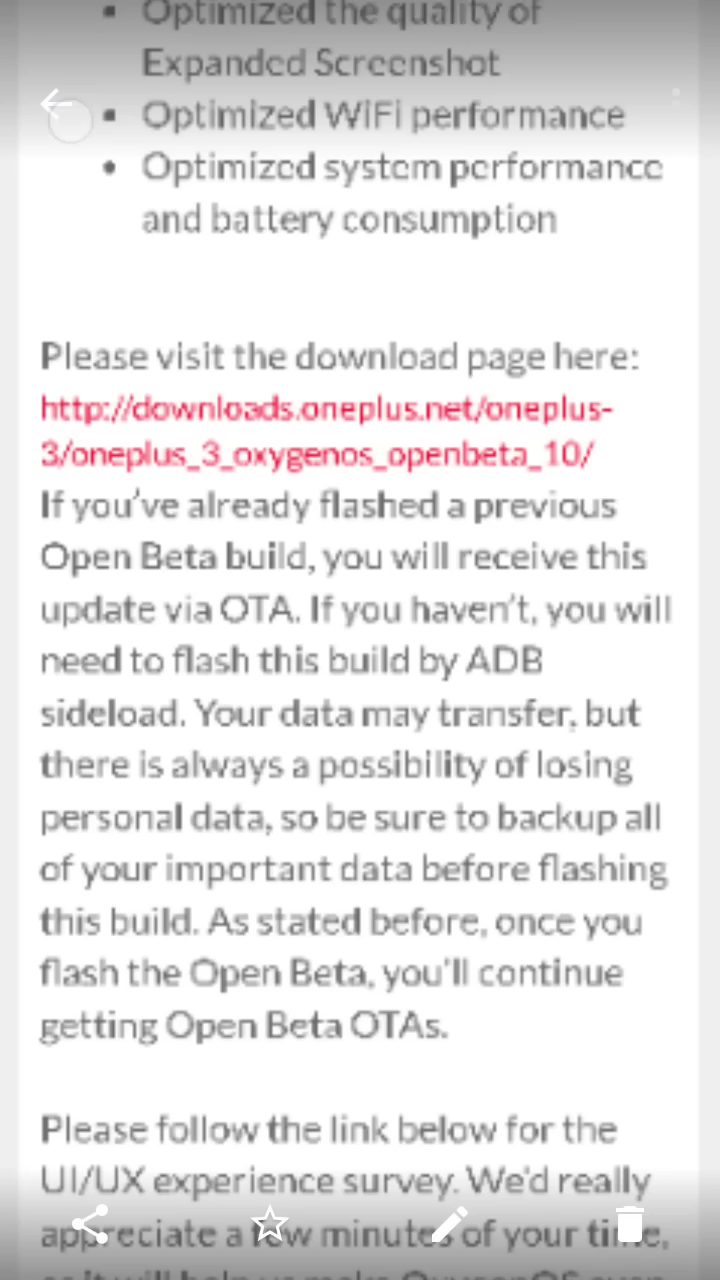 Optimized the quality of
Expanded Screenshot
Optimized WiFi performance
Optimized system performance
and battery consumption
Please visit the download page here:
http://downloads.oneplus.net/oneplus-
3/oneplus_3_oxygenos_openbeta_10/
If you've already flashed a previous
Open Beta build, you will receive this
update via OTA. If you haven't, you will
need to flash this build by ADB
sideload. Your data may transfer, but
there is always a possibility of losing
personal data, so be sure to backup all
of your important data before flashing
this build. As stated before, once you
flash the Open Beta, you'll continue
getting Open Beta OTAs.
Please follow the link below for the
UI/UX experience survey. We'd really
appreciate a few minutes of your time,